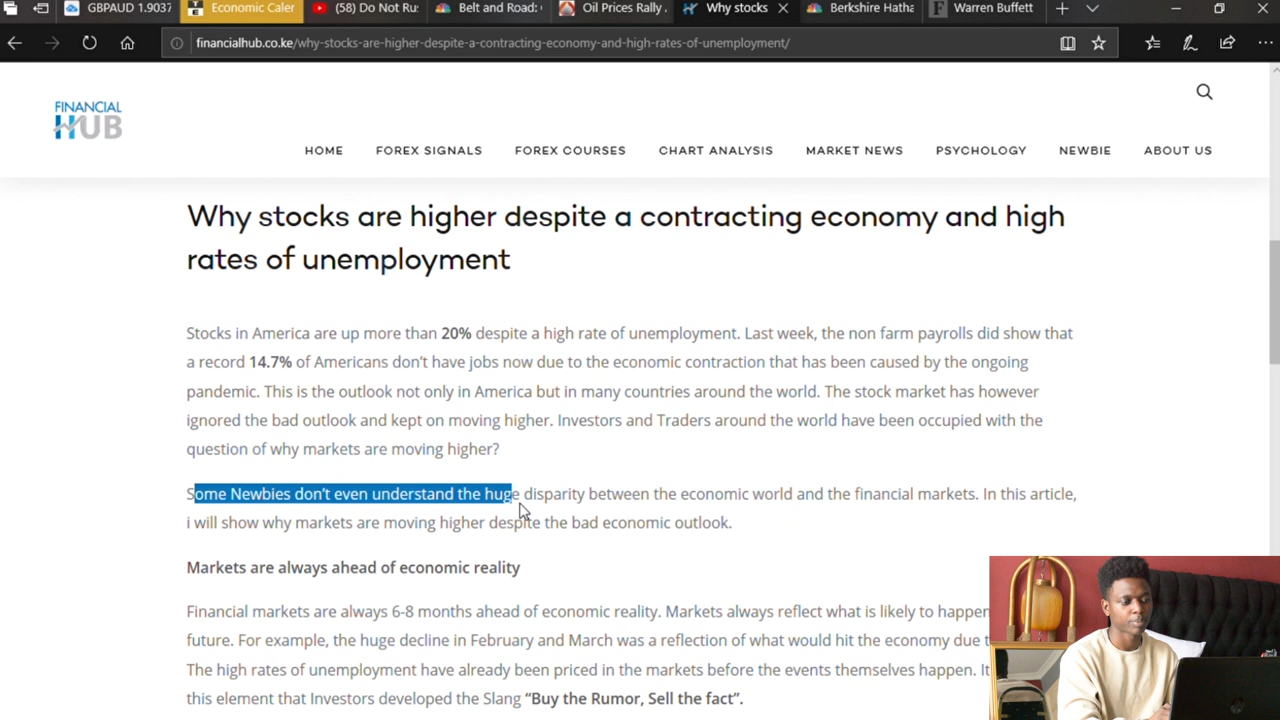 GBPAUD 1.9037
Economic Caler
(58) Do Not Ru
Belt and Road:
Oil Prices Rally
Why stocks
Berkshire Hatha
Warren Buffett
financialhub.co.ke/why-stocks-are-higher-despite-a-contracting-economy-and-high-rates-of-unemployment/
FINANCIAL
HUB
HOME FOREX SIGNALS FOREX COURSES CHART ANALYSIS MARKET NEWS PSYCHOLOGY NEWBIE ABOUT US
Why stocks are higher despite a contracting economy and high
rates of unemployment
Stocks in America are up more than 20% despite a high rate of unemployment. Last week, the non farm payrolls did show that
a record 14.7% of Americans don't have jobs now due to the economic contraction that has been caused by the ongoing
pandemic. This is the outlook not only in America but in many countries around the world. The stock market has however
ignored the bad outlook and kept on moving higher. Investors and Traders around the world have been occupied with the
question of why markets are moving higher?
Some Newbies don't even understand the huge disparity between the economic world and the financial markets. In this article,
i will show why markets are moving higher despite the bad economic outlook.
Markets are always ahead of economic reality
Financial markets are always 6-8 months ahead of economic reality. Markets always reflect what is likely to happen
future. For example, the huge decline in February and March was a reflection of what would hit the economy due t
The high rates of unemployment have already been priced in the markets before the events themselves happen. It
this element that Investors developed the Slang "Buy the Rumor, Sell the fact".